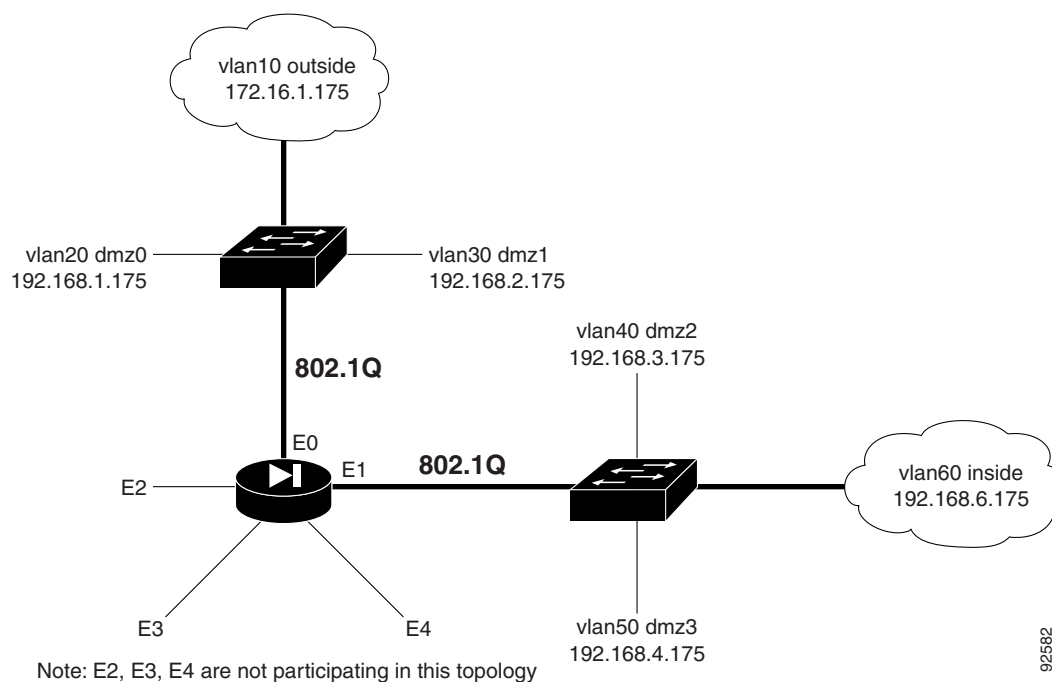 vlan10 outside
172.16.1.175
vlan20 dmz0
192.168.1.175
vlan30 dmz1
192.168.2.175
802.1Q
vlan40 dmz2
192.168.3.175
E0
E1
802.1Q
E2
vlan60 inside
192.168.6.175
E3
E4
vlan50 dmz3
192.168.4.175
Note: E2, E3, E4 are not participating in this topology
92582